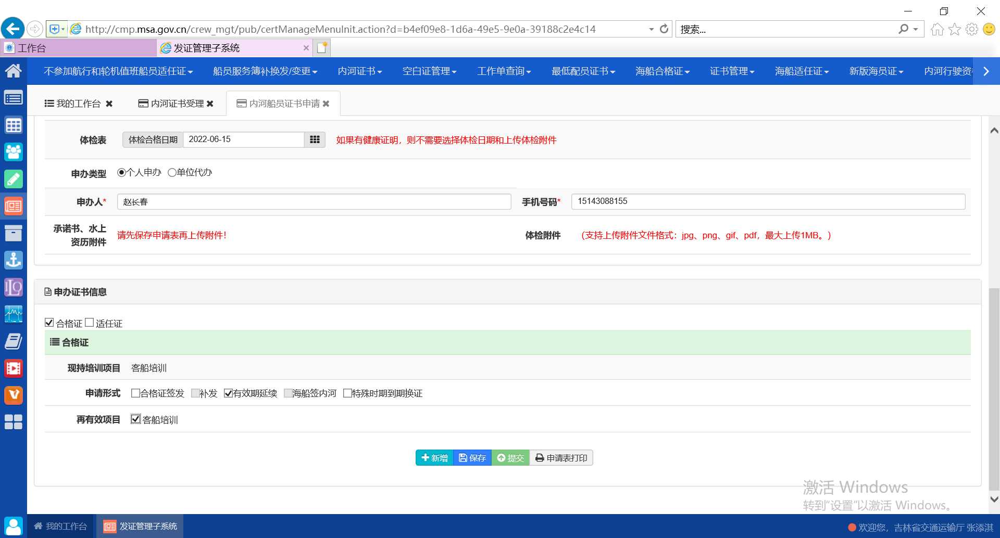 http://cmp.msa.gov.cn/crew_mgt/pub/certManageMenuInit.action?d=b4ef09e8-1d6a-49e5-9e0a-39188c2e4c14
搜索...
工作台
发证管理子系统
不参加航行和轮机值班船员适任证 船员服务簿补换发/变更 内河证书 空白证管理 工作单查询 最低配员证书 海船合格证 证书管理 海船适任证 新版海员证 内河行驶资
我的工作台 内河证书受理 内河船员证书申请
体检表 体检合格日期 2022-06-15 如果有健康证明，则不需要选择体检日期和上传体检附件
申办类型 个人申办 单位代办
申办人* 赵长春 手机号码* 15143088155
承诺书、水上
资历附件 请先保存申请表再上传附件! 体检附件 （支持上传附件文件格式：jpg、png、gif、pdf，最大上传1MB。）
申办证书信息
合格证 适任证
合格证
现持培训项目 客船培训
申请形式 合格证签发 补发 有效期延续 海船签内河 特殊时期到期换证
再有效项目 客船培训
新增 保存 提交 申请表打印
激活 Windows
转到“设置”以激活 Windows。
我的工作台 发证管理子系统 欢迎您，吉林省交通运输厅 张添淇